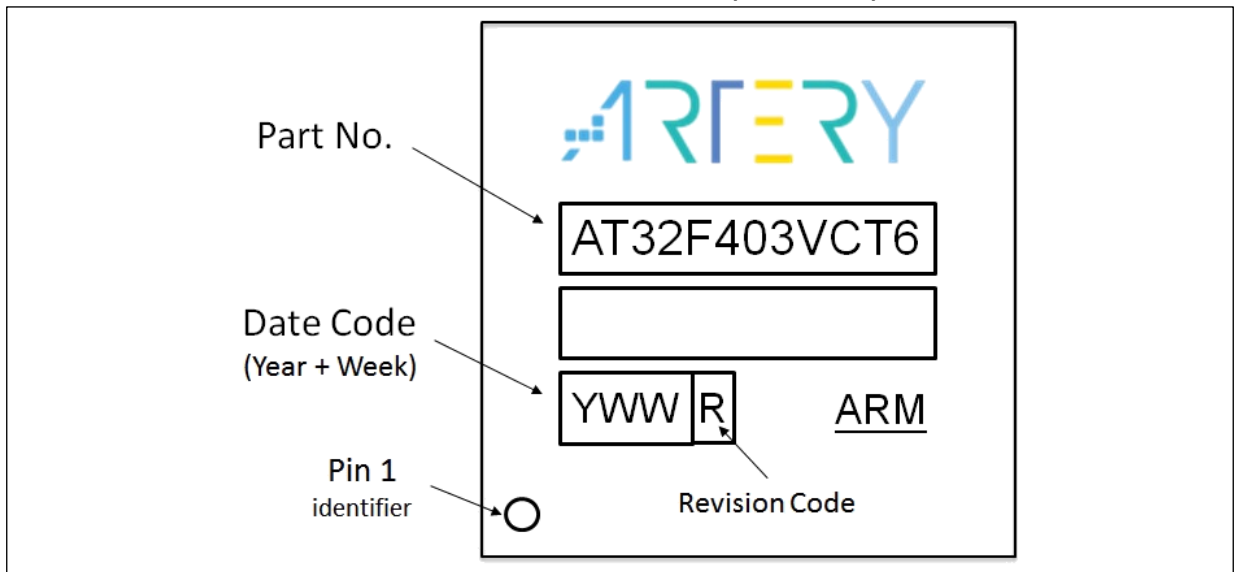 ARTERY
Part No.
AT32F403VCT6
Date Code
(Year + Week)
YWW R ARM
Pin 1
identifier
Revision Code